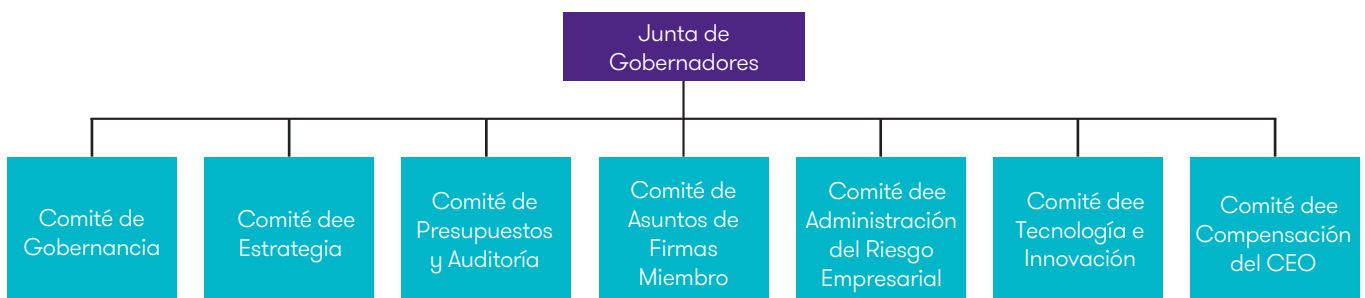 Junta de
Gobernadores
Comité de
Gobernancia
Comité dee
Estrategia
Comité de
Presupuestos
y Auditoría
Comité de
Asuntos de
Firmas
Miembro
Comité dee
Administración
del Riesgo
Empresarial
Comité dee
Tecnología e
Innovación
Comité dee
Compensación
del CEO